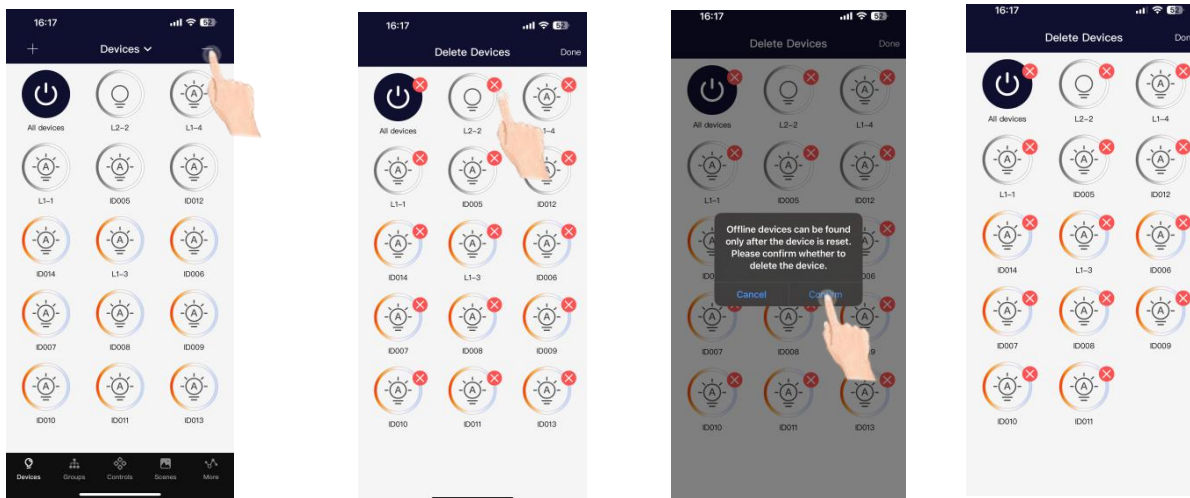 16:17
52
Devices
All devices
L2-2
L1-4
A
A
A
A
L1-1
ID005
ID012
A
A
A
ID014
L1-3
ID006
A
A
A
ID007
ID008
ID009
A
A
A
ID010
ID011
ID013
Devices
Groups
Controls
Scenes
More
16:17
52
Delete Devices
Done
A
All devices
L2-2
L1-4
A
A
A
L1-1
ID005
ID012
A
A
A
ID014
L1-3
ID006
A
A
A
ID007
ID008
ID009
A
A
A
ID010
ID011
ID013
16:17
52
Delete Devices
Done
A
All devices
L2-2
L1-4
A
A
A
L1-1
ID005
ID012
Offline devices can be found
only after the device is reset.
Please confirm whether to
delete the device.
Cancel
Confirm
ID007
ID008
A
A
A
ID010
ID011
ID013
16:17
52
Delete Devices
A
All devices
L2-2
L1-4
A
A
A
L1-1
ID005
ID012
A
A
A
ID014
L1-3
ID006
A
A
A
ID007
ID008
ID009
A
A
ID010
ID011